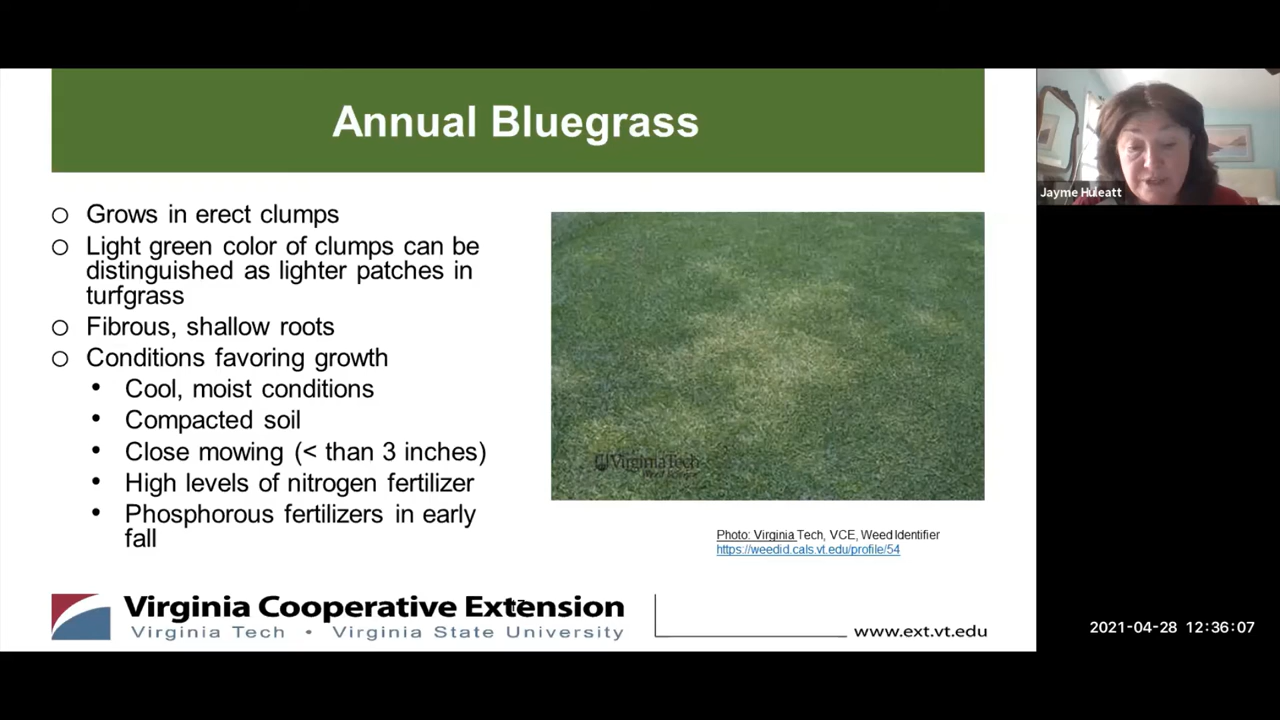 Annual Bluegrass
Jayme Huleatt
○ Grows in erect clumps
○ Light green color of clumps can be
distinguished as lighter patches in
turfgrass
○ Fibrous, shallow roots
○ Conditions favoring growth
• Cool, moist conditions
• Compacted soil
• Close mowing (< than 3 inches)
• High levels of nitrogen fertilizer
• Phosphorous fertilizers in early
fall
VirginiaTech
Photo: Virginia Tech, VCE, Weed Identifier
https://weedid.cals.vt.edu/profile/54
Virginia Cooperative Extension
Virginia Tech • Virginia State University
www.ext.vt.edu
2021-04-28 12:36:07